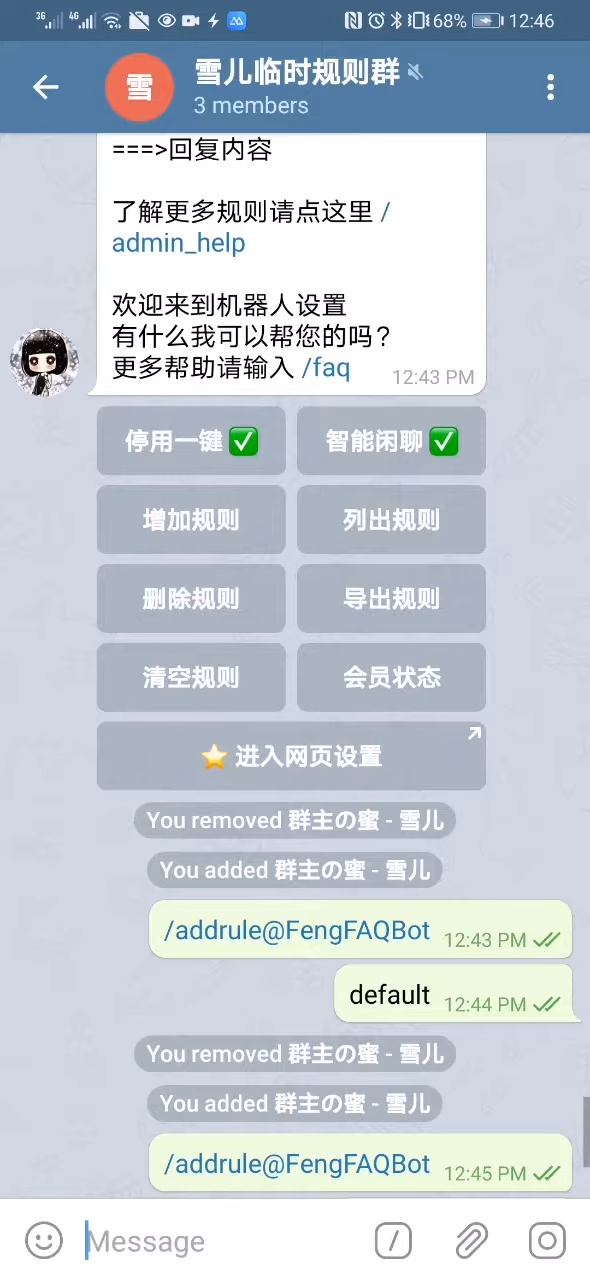 3G 4G 68% 12:46
雪
雪儿临时规则群
3 members
===>回复内容
了解更多规则请点这里 /
admin_help
欢迎来到机器人设置
有什么我可以帮您的吗?
更多帮助请输入 /faq 12:43 PM
停用一键✅ 智能闲聊✅
增加规则 列出规则
删除规则 导出规则
清空规则 会员状态
⭐ 进入网页设置
You removed 群主の蜜 - 雪儿
You added 群主の蜜 - 雪儿
/addrule@FengFAQBot 12:43 PM
default 12:44 PM
You removed 群主の蜜 - 雪儿
You added 群主の蜜 - 雪儿
/addrule@FengFAQBot 12:45 PM
Message